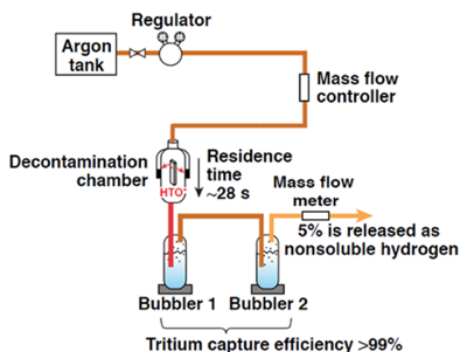 Regulator
Argon
tank
Mass flow
controller
Decontamination
chamber
HTO
Residence
time
~28 s
Mass flow
meter
5% is released as
nonsoluble hydrogen
Bubbler 1
Bubbler 2
Tritium capture efficiency >99%